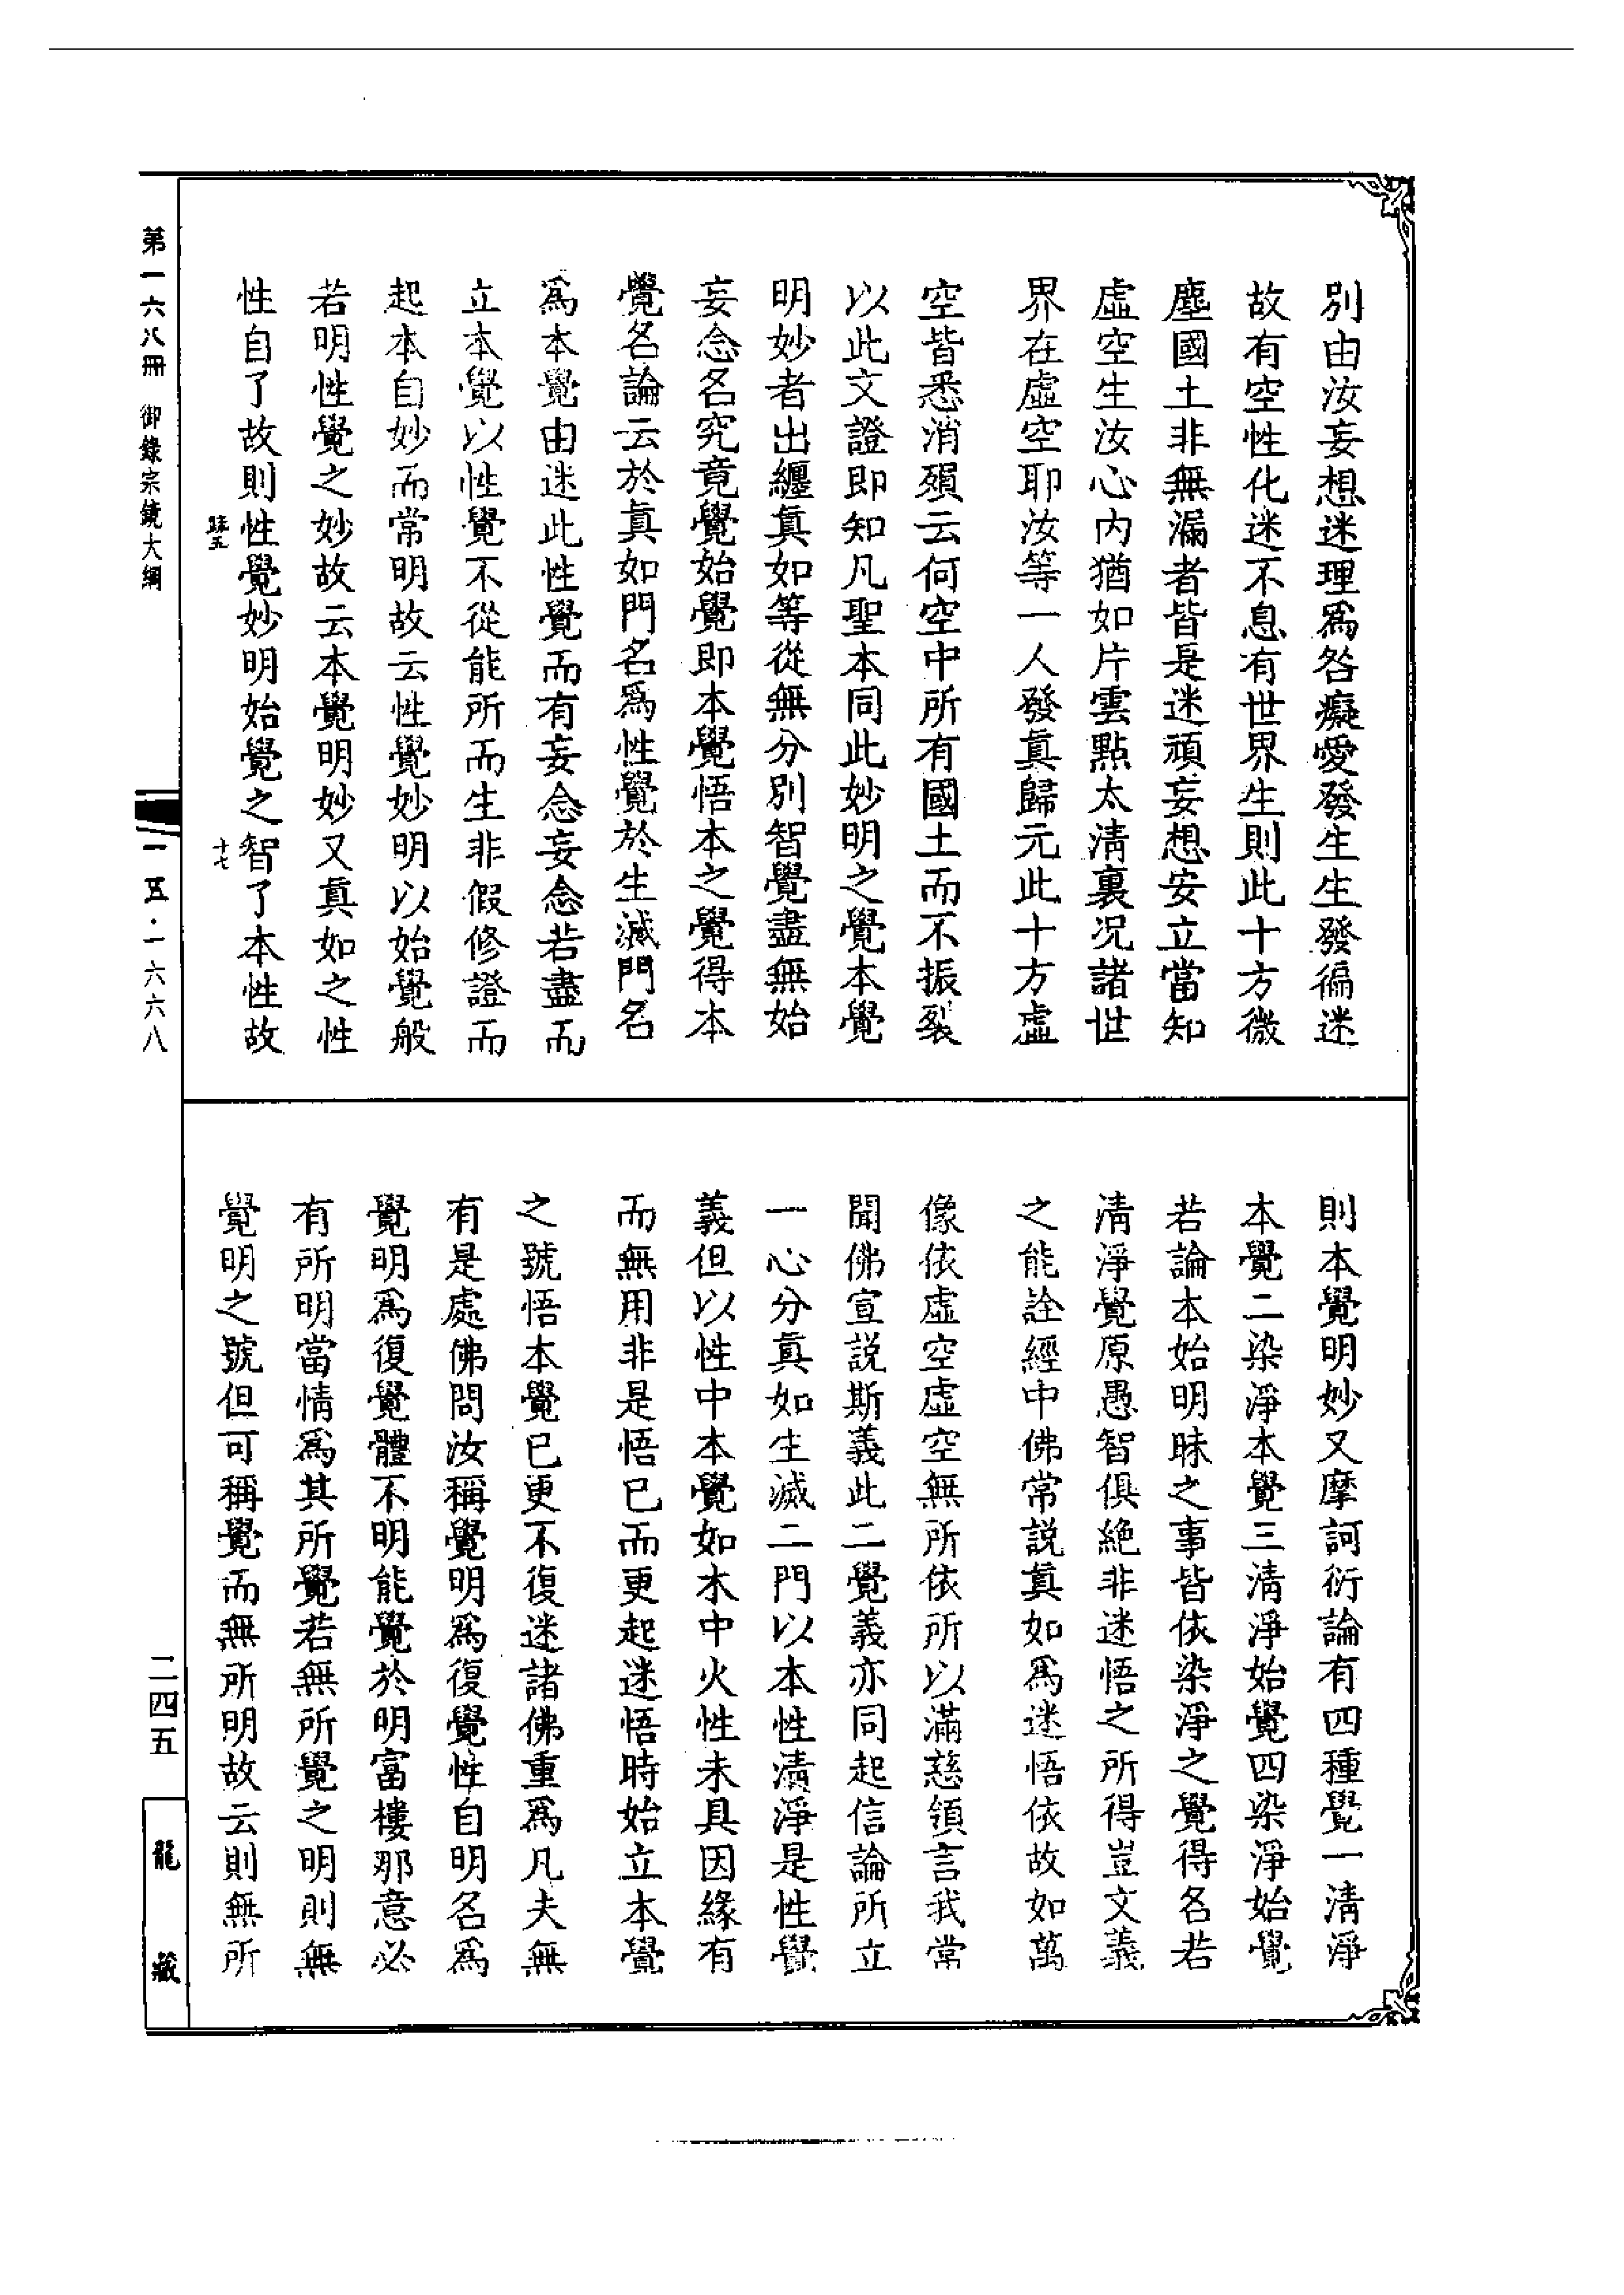 別由汝妄想迷理爲咎癡愛發生生發徧迷
故有空性化迷不息有世界生則此十方微
塵國土非無漏者皆是迷頑妄想安立當知
虛空生汝心内猶如片雲點太清裏况諸世
界在虛空耶汝等一人發眞歸元此十方虛
空皆悉消殞云何空中所有國土而不振裂
以此文證即知凡聖本同此妙明之覺本覺
明妙者出纏眞如等從無分別智覺盡無始
妄念名究竟覺始覺即本覺悟本之覺得本
覺名論云於眞如門名爲性覺於生滅門名
爲本覺由迷此性覺而有妄念妄念若盡而
立本覺以性覺不從能所而生非假修證而
起本自妙而常明故云性覺妙明以始覺般
若明性覺之妙故云本覺明妙又眞如之性
性自了故則性覺妙明始覺之智了本性故
則本覺明妙又摩訶衍論有四種覺一清淨
本覺二染淨本覺三清淨始覺四染淨始覺
若論本始明昧之事皆依染淨之覺得名若
清淨覺原愚智俱絶非迷悟之所得豈文義
之能詮經中佛常説眞如爲迷悟依故如萬
像依虛空虛空無所依所以滿慈領言我常
聞佛宣説斯義此二覺義亦同起信論所立
一心分眞如生滅二門以本性清淨是性覺
義但以性中本覺如木中火性未具因緣有
而無用非是悟已而更起迷悟時始立本覺
之號悟本覺已更不復迷諸佛重爲凡夫無
有是處佛問汝稱覺明爲復覺性自明名爲
覺明爲復覺體不明能覺於明富樓那意必
有所明當情爲其所覺若無所覺之明則無
覺明之號但可稱覺而無所明故云則無所
第一六八冊 御錄宗鏡大綱
一五·一六六八
二四五
龍藏
十七